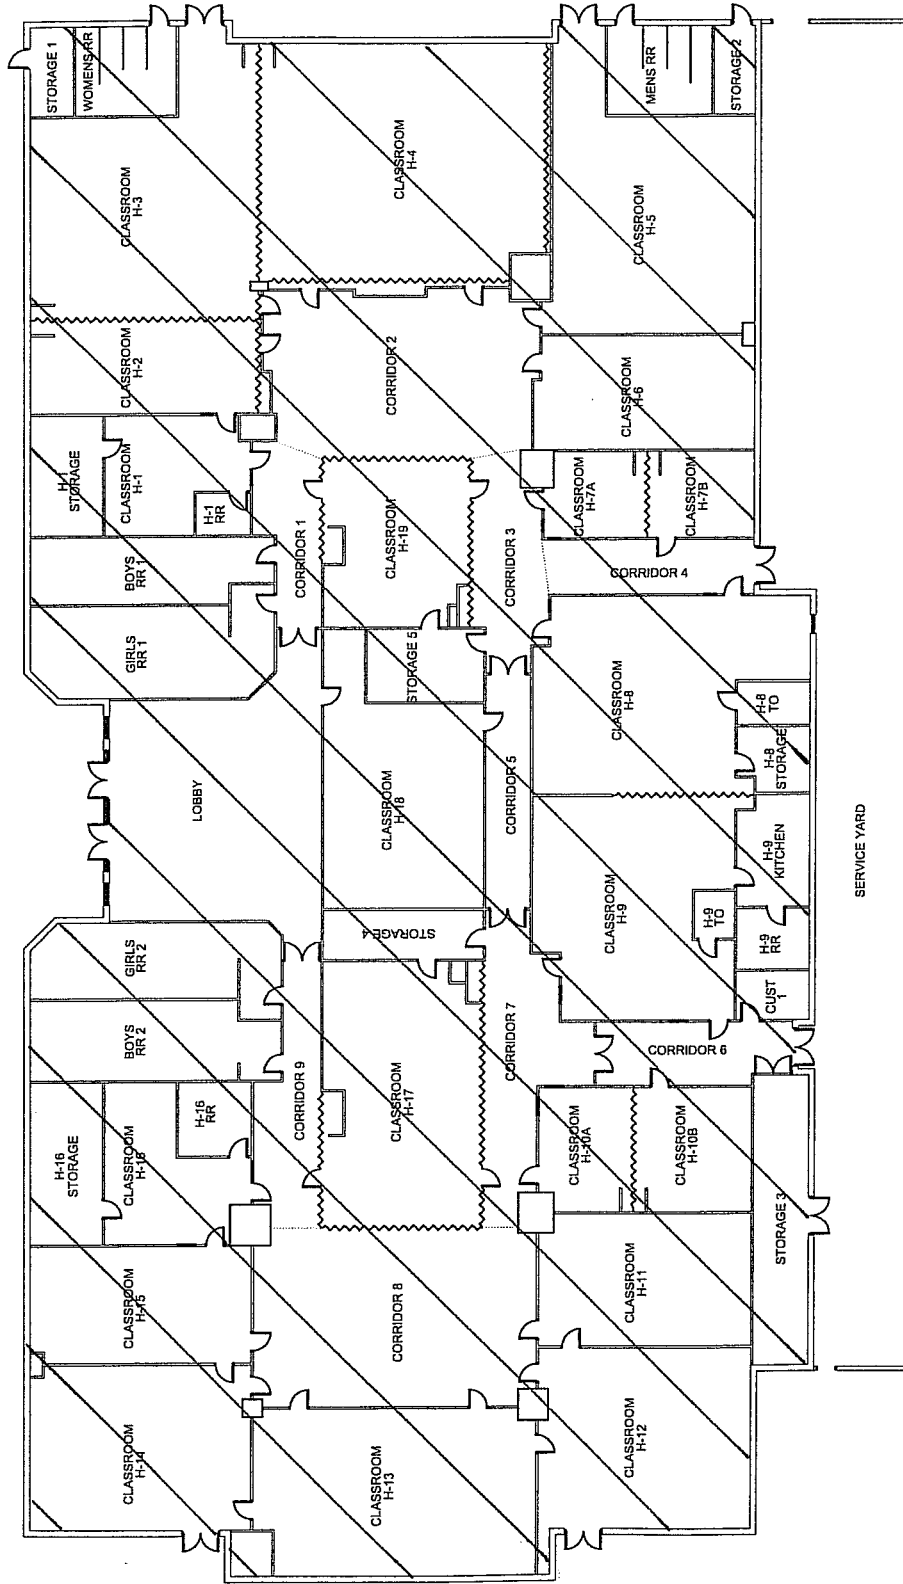 STORAGE 1
WOMENS RR
CLASSROOM
H-3
CLASSROOM
H-4
MENS RR
STORAGE 2
CLASSROOM
H-5
CLASSROOM
H-2
CORRIDOR 2
CLASSROOM
H-6
H-1
STORAGE
CLASSROOM
H-1
H-1
RR
CLASSROOM
H-19
CLASSROOM
H-7A
CLASSROOM
H-7B
BOYS
RR 1
CORRIDOR 1
CORRIDOR 3
CORRIDOR 4
GIRLS
RR 1
STORAGE 5
CLASSROOM
H-8
H-8
TO
H-8
STORAGE
LOBBY
CLASSROOM
H-18
CORRIDOR 5
H-9
KITCHEN
SERVICE YARD
STORAGE 4
CLASSROOM
H-9
H-9
TO
H-9
RR
GIRLS
RR 2
CUST
1
BOYS
RR 2
CORRIDOR 9
CORRIDOR 7
CORRIDOR 6
H-16
STORAGE
CLASSROOM
H-16
H-16
RR
CLASSROOM
H-17
CLASSROOM
H-10A
CLASSROOM
H-10B
STORAGE 3
CLASSROOM
H-15
CORRIDOR 8
CLASSROOM
H-11
CLASSROOM
H-14
CLASSROOM
H-13
CLASSROOM
H-12